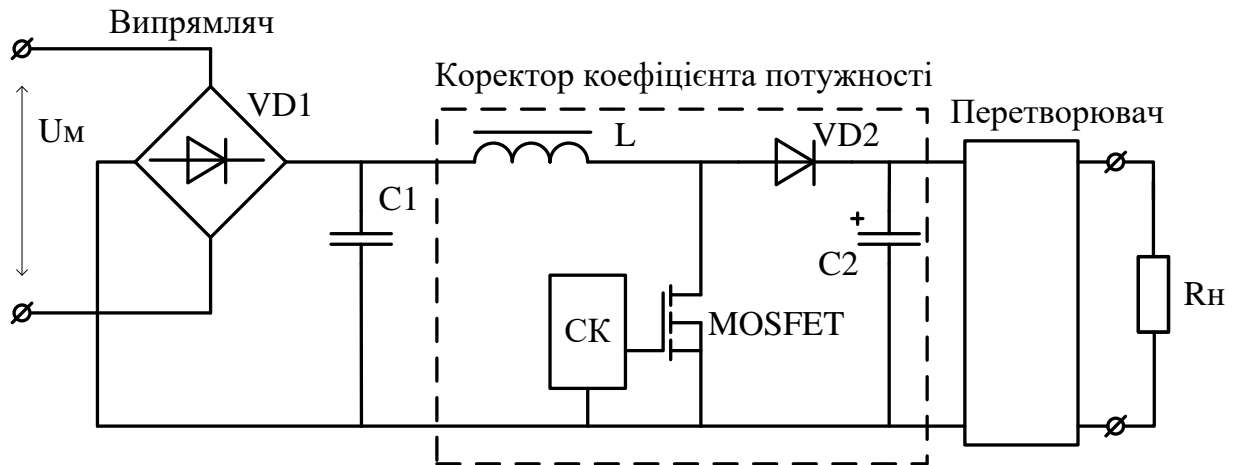 Випрямляч
Коректор коефіцієнта потужності
VD1
Uм
L
VD2
Перетворювач
C1
+
C2
СК
MOSFET
Rн